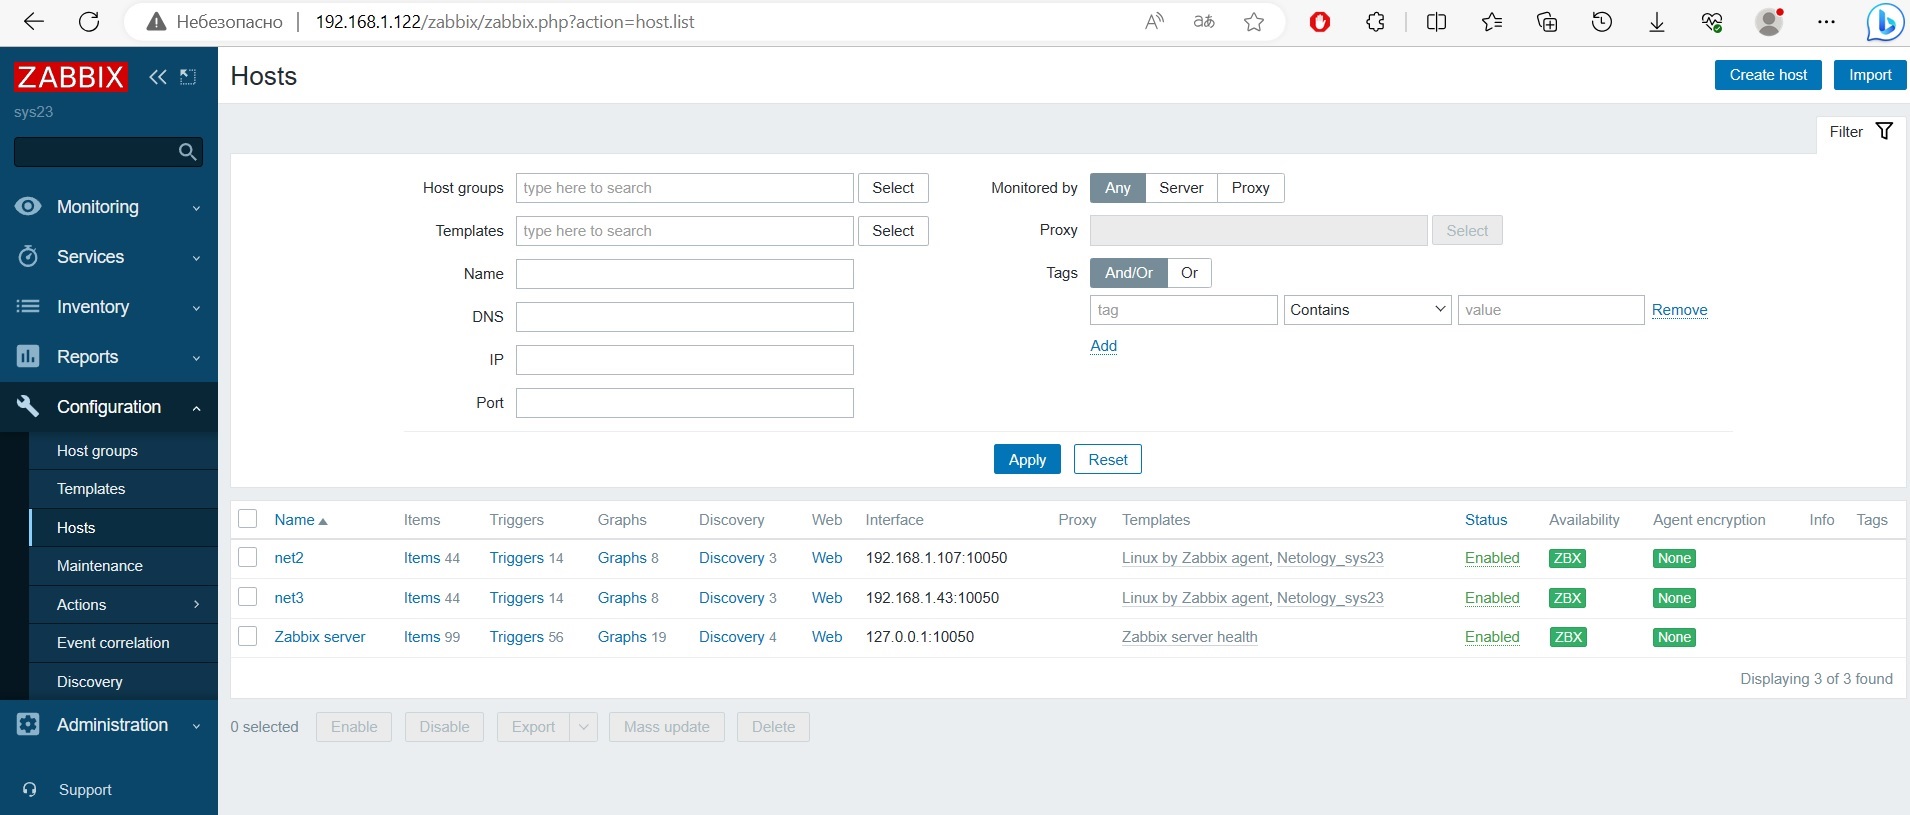 Небезопасно 192.168.1.122/zabbix/zabbix.php?action=host.list
ZABBIX
sys23
Monitoring
Services
Inventory
Reports
Configuration
Host groups
Templates
Hosts
Maintenance
Actions
Event correlation
Discovery
Administration
Support
Hosts
Create host Import
Filter
Host groups type here to search Select
Templates type here to search Select
Name
DNS
IP
Port
Monitored by Any Server Proxy
Proxy Select
Tags And/Or Or
tag Contains value Remove
Add
Apply Reset
Name Items Triggers Graphs Discovery Web Interface Proxy Templates Status Availability Agent encryption Info Tags
net2 Items 44 Triggers 14 Graphs 8 Discovery 3 Web 192.168.1.107:10050 Linux by Zabbix agent, Netology_sys23 Enabled ZBX None
net3 Items 44 Triggers 14 Graphs 8 Discovery 3 Web 192.168.1.43:10050 Linux by Zabbix agent, Netology_sys23 Enabled ZBX None
Zabbix server Items 99 Triggers 56 Graphs 19 Discovery 4 Web 127.0.0.1:10050 Zabbix server health Enabled ZBX None
Displaying 3 of 3 found
0 selected Enable Disable Export Mass update Delete